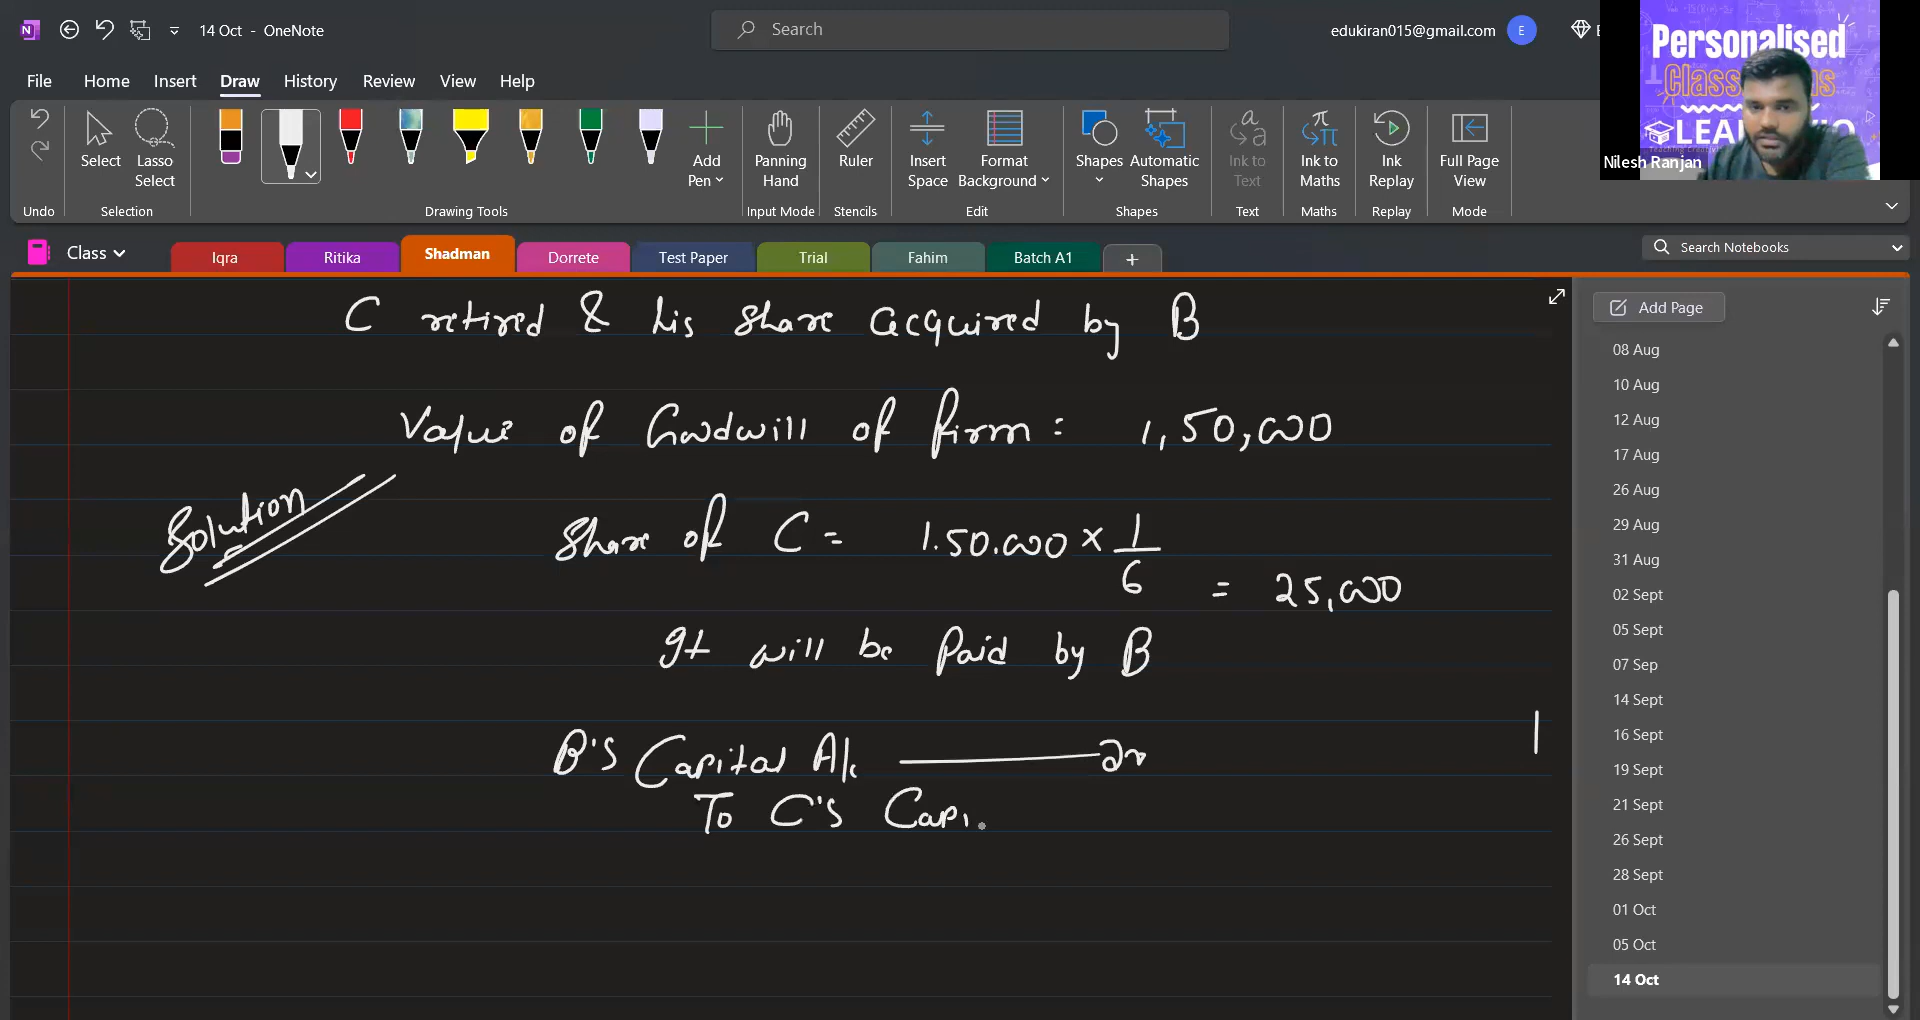 14 Oct - OneNote
Search
edukiran015@gmail.com
E
File Home Insert Draw History Review View Help
Personalised
Nilesh Ranjan
Select
Lasso Select
Add Pen
Panning Hand
Ruler
Insert Space
Format Background
Shapes
Automatic Shapes
Ink to Text
Ink to Maths
Ink Replay
Full Page View
Undo Selection Drawing Tools Input Mode Stencils Edit Shapes Text Maths Replay Mode
Class
Iqra Ritika Shadman Dorrete Test Paper Trial Fahim Batch A1 +
Search Notebooks
C retired & his share acquired by B
Value of Goodwill of firm : 1,50,000
Solution
Share of C = 1.50.000 × 1/6
= 25,000
It will be Paid by B
B's Capital A/c Dr
To C's Capi
Add Page
08 Aug
10 Aug
12 Aug
17 Aug
26 Aug
29 Aug
31 Aug
02 Sept
05 Sept
07 Sep
14 Sept
16 Sept
19 Sept
21 Sept
26 Sept
28 Sept
01 Oct
05 Oct
14 Oct